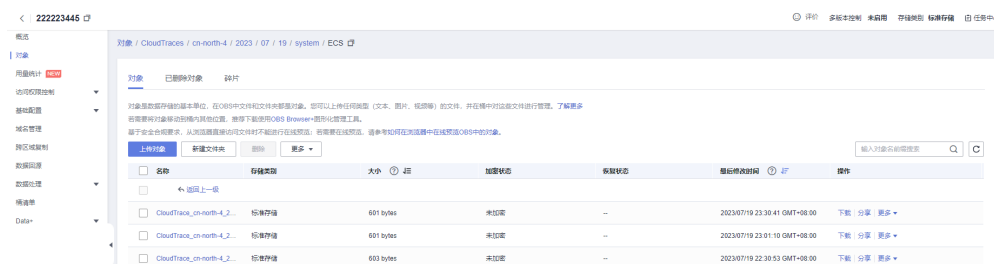 222223445
评价 多版本控制 未启用 存储类别 标准存储 任务中心
概览
对象
用量统计 NEW
访问权限控制
基础配置
域名管理
跨区域复制
数据回源
数据处理
桶清单
Data+
对象 / CloudTraces / cn-north-4 / 2023 / 07 / 19 / system / ECS
对象 已删除对象 碎片
对象是数据存储的基本单位，在OBS中文件和文件夹都是对象。您可以上传任何类型（文本、图片、视频等）的文件，并在桶中对这些文件进行管理。了解更多
若需要将对象移动到桶内其他位置，推荐下载使用OBS Browser+图形化管理工具。
基于安全合规要求，从浏览器直接访问文件时不能进行在线预览；若需要在线预览，请参考如何在浏览器中在线预览OBS中的对象。
上传对象 新建文件夹 删除 更多 输入对象名前缀搜索
名称 存储类别 大小 加密状态 恢复状态 最后修改时间 操作
返回上一级
CloudTrace_cn-north-4_2... 标准存储 601 bytes 未加密 -- 2023/07/19 23:30:41 GMT+08:00 下载 分享 更多
CloudTrace_cn-north-4_2... 标准存储 601 bytes 未加密 -- 2023/07/19 23:01:10 GMT+08:00 下载 分享 更多
CloudTrace_cn-north-4_2... 标准存储 603 bytes 未加密 -- 2023/07/19 22:30:53 GMT+08:00 下载 分享 更多